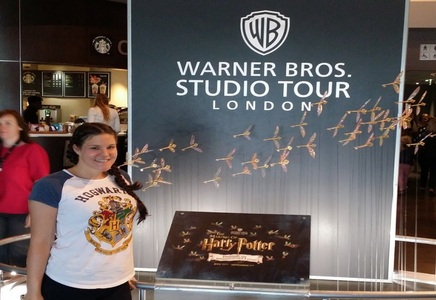 WB
WARNER BROS.
STUDIO TOUR
LONDON
HOGWARTS
Harry Potter